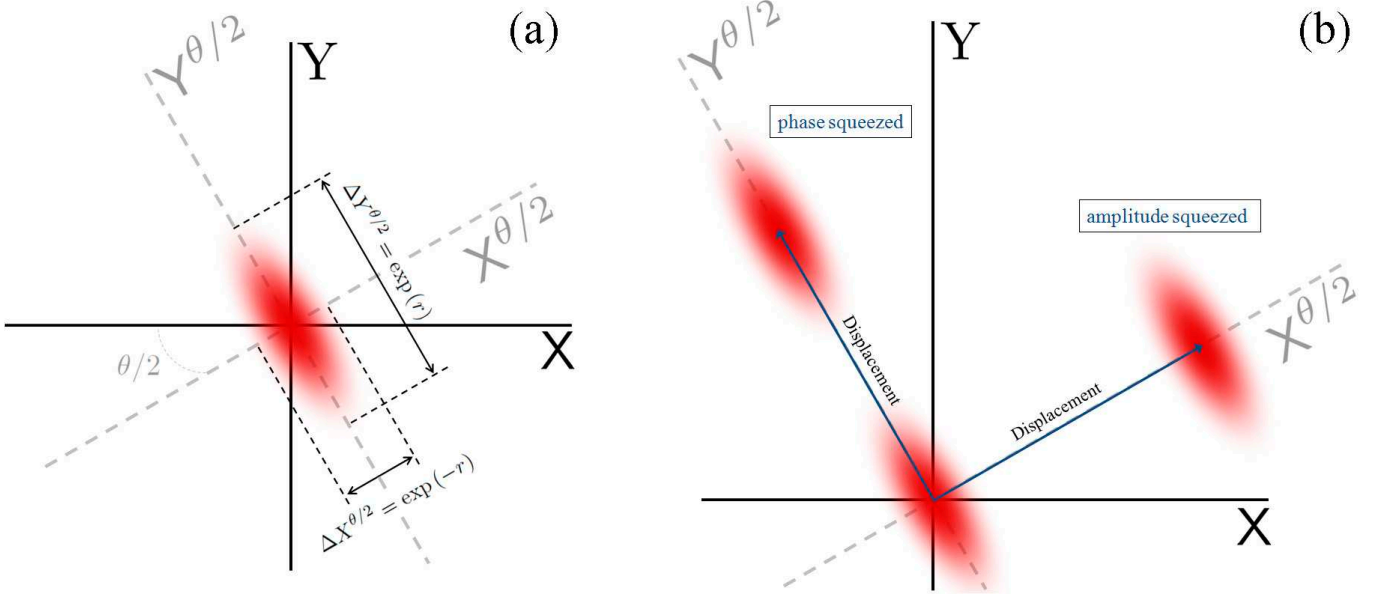 (a)
Y^{θ/2}
Y
ΔY^{θ/2} = exp(r)
X^{θ/2}
X
θ/2
ΔX^{θ/2} = exp(−r)
(b)
Y^{θ/2}
Y
phase squeezed
amplitude squeezed
X^{θ/2}
Displacement
Displacement
X